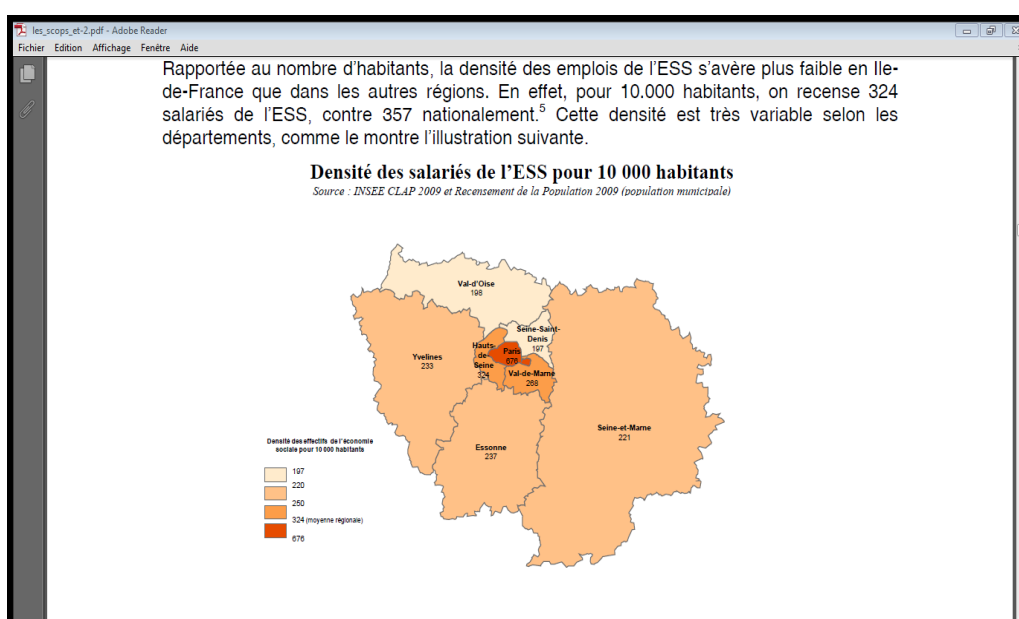 les_scops_et-2.pdf - Adobe Reader
Fichier Edition Affichage Fenêtre Aide
Rapportée au nombre d'habitants, la densité des emplois de l'ESS s'avère plus faible en Ile-
de-France que dans les autres régions. En effet, pour 10.000 habitants, on recense 324
salariés de l'ESS, contre 357 nationalement.5 Cette densité est très variable selon les
départements, comme le montre l'illustration suivante.
Densité des salariés de l'ESS pour 10 000 habitants
Source : INSEE CLAP 2009 et Recensement de la Population 2009 (population municipale)
Val-d'Oise
198
Seine-Saint-
Denis
197
Hauts-
de-
Seine
324
Paris
676
Val-de-Marne
268
Yvelines
233
Seine-et-Marne
221
Essonne
237
Densité des effectifs de l'économie
sociale pour 10 000 habitants
197
220
250
324 (moyenne régionale)
676